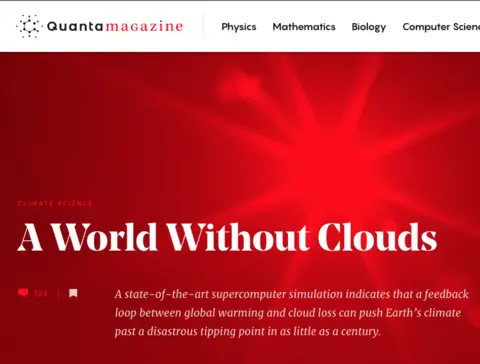 Quantamagazine
Physics Mathematics Biology Computer Scienc
CLIMATE SCIENCE
A World Without Clouds
124
A state-of-the-art supercomputer simulation indicates that a feedback
loop between global warming and cloud loss can push Earth's climate
past a disastrous tipping point in as little as a century.